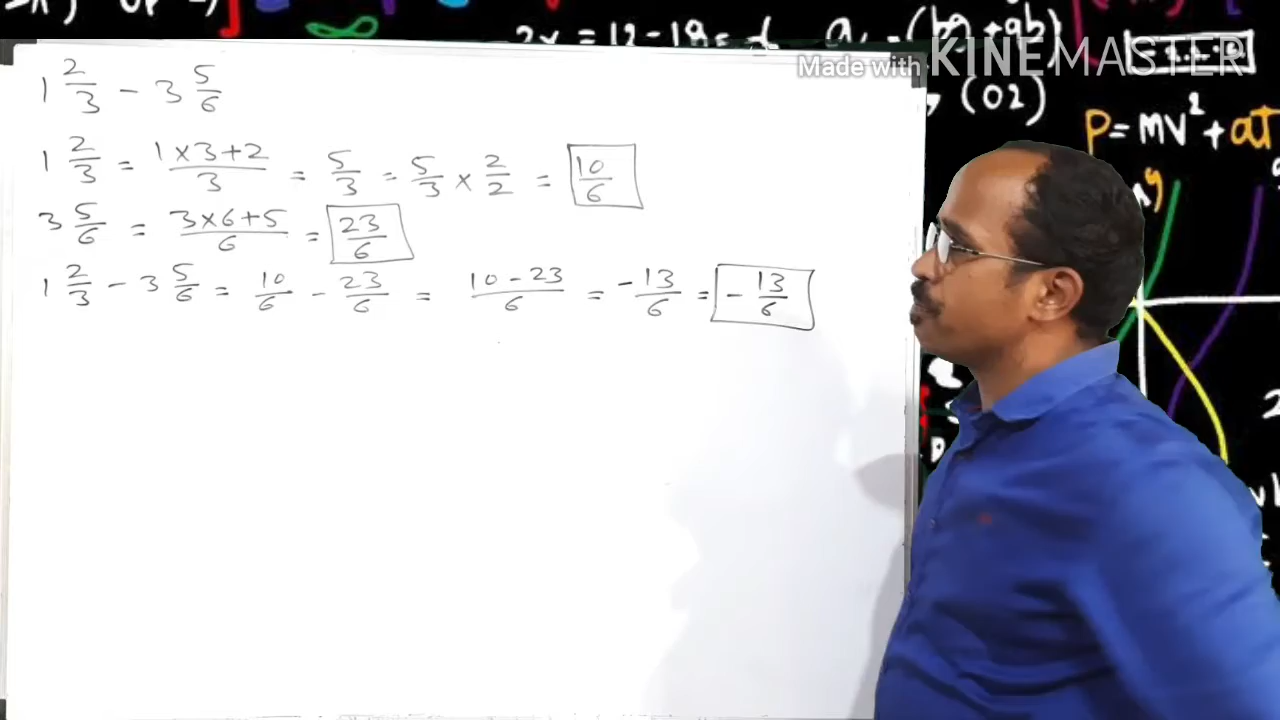 2x = 12 - 18 =
Made with KINEMASTER
(02)
P = MV² + at
y
1 2/3 - 3 5/6
1 2/3 = 1×3+2/3 = 5/3 = 5/3 × 2/2 = 10/6
3 5/6 = 3×6+5/6 = 23/6
1 2/3 - 3 5/6 = 10/6 - 23/6 = 10-23/6 = -13/6 = - 13/6